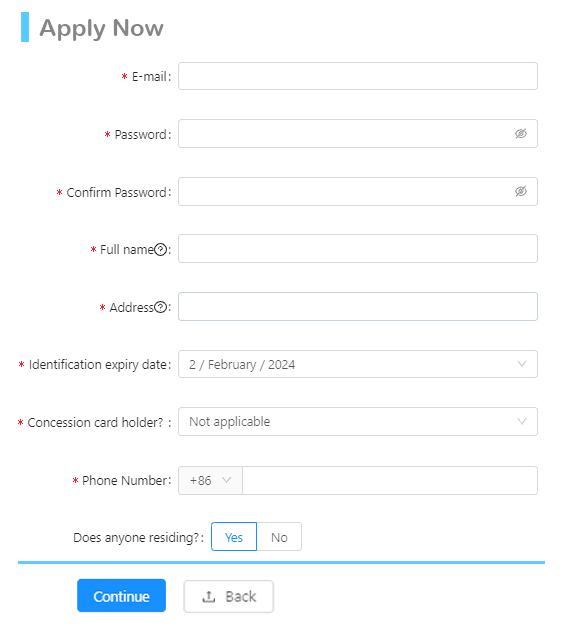 Apply Now
* E-mail:
* Password:
* Confirm Password:
* Full name?:
* Address?:
* Identification expiry date: 2 / February / 2024
* Concession card holder? : Not applicable
* Phone Number: +86
Does anyone residing?: Yes No
Continue Back